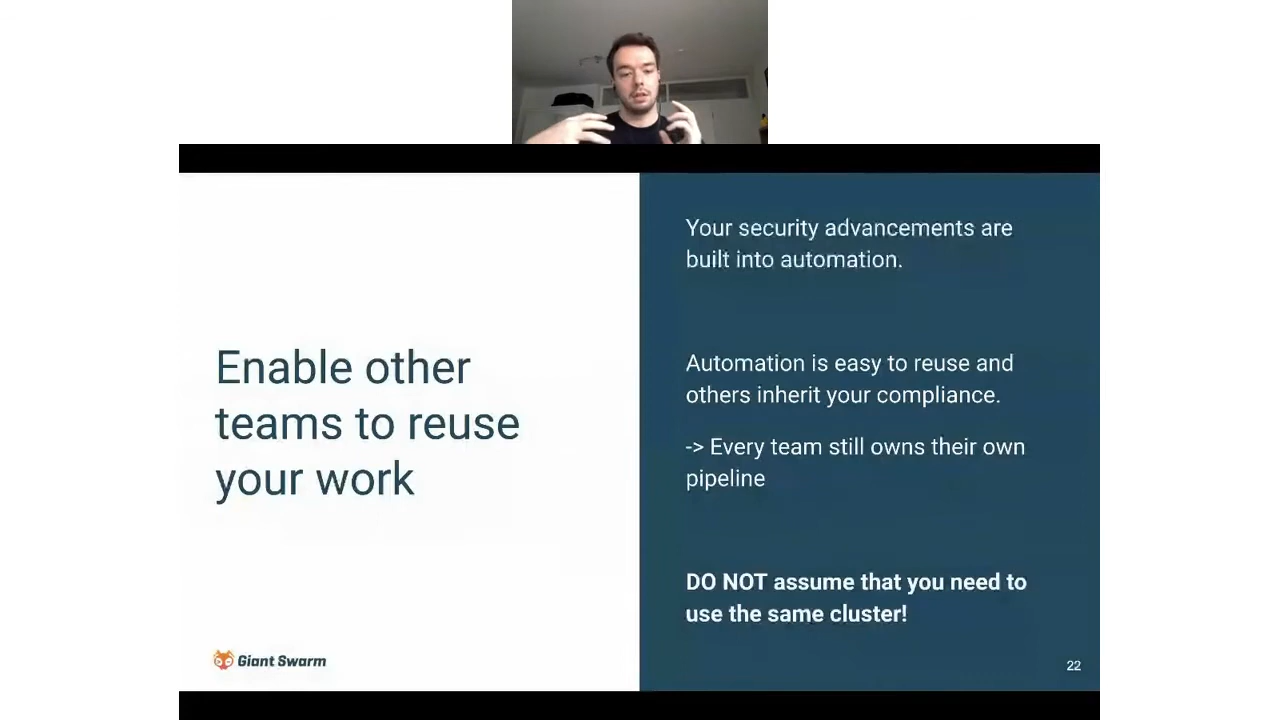 Enable other
teams to reuse
your work
Your security advancements are
built into automation.
Automation is easy to reuse and
others inherit your compliance.
-> Every team still owns their own
pipeline
DO NOT assume that you need to
use the same cluster!
Giant Swarm
22